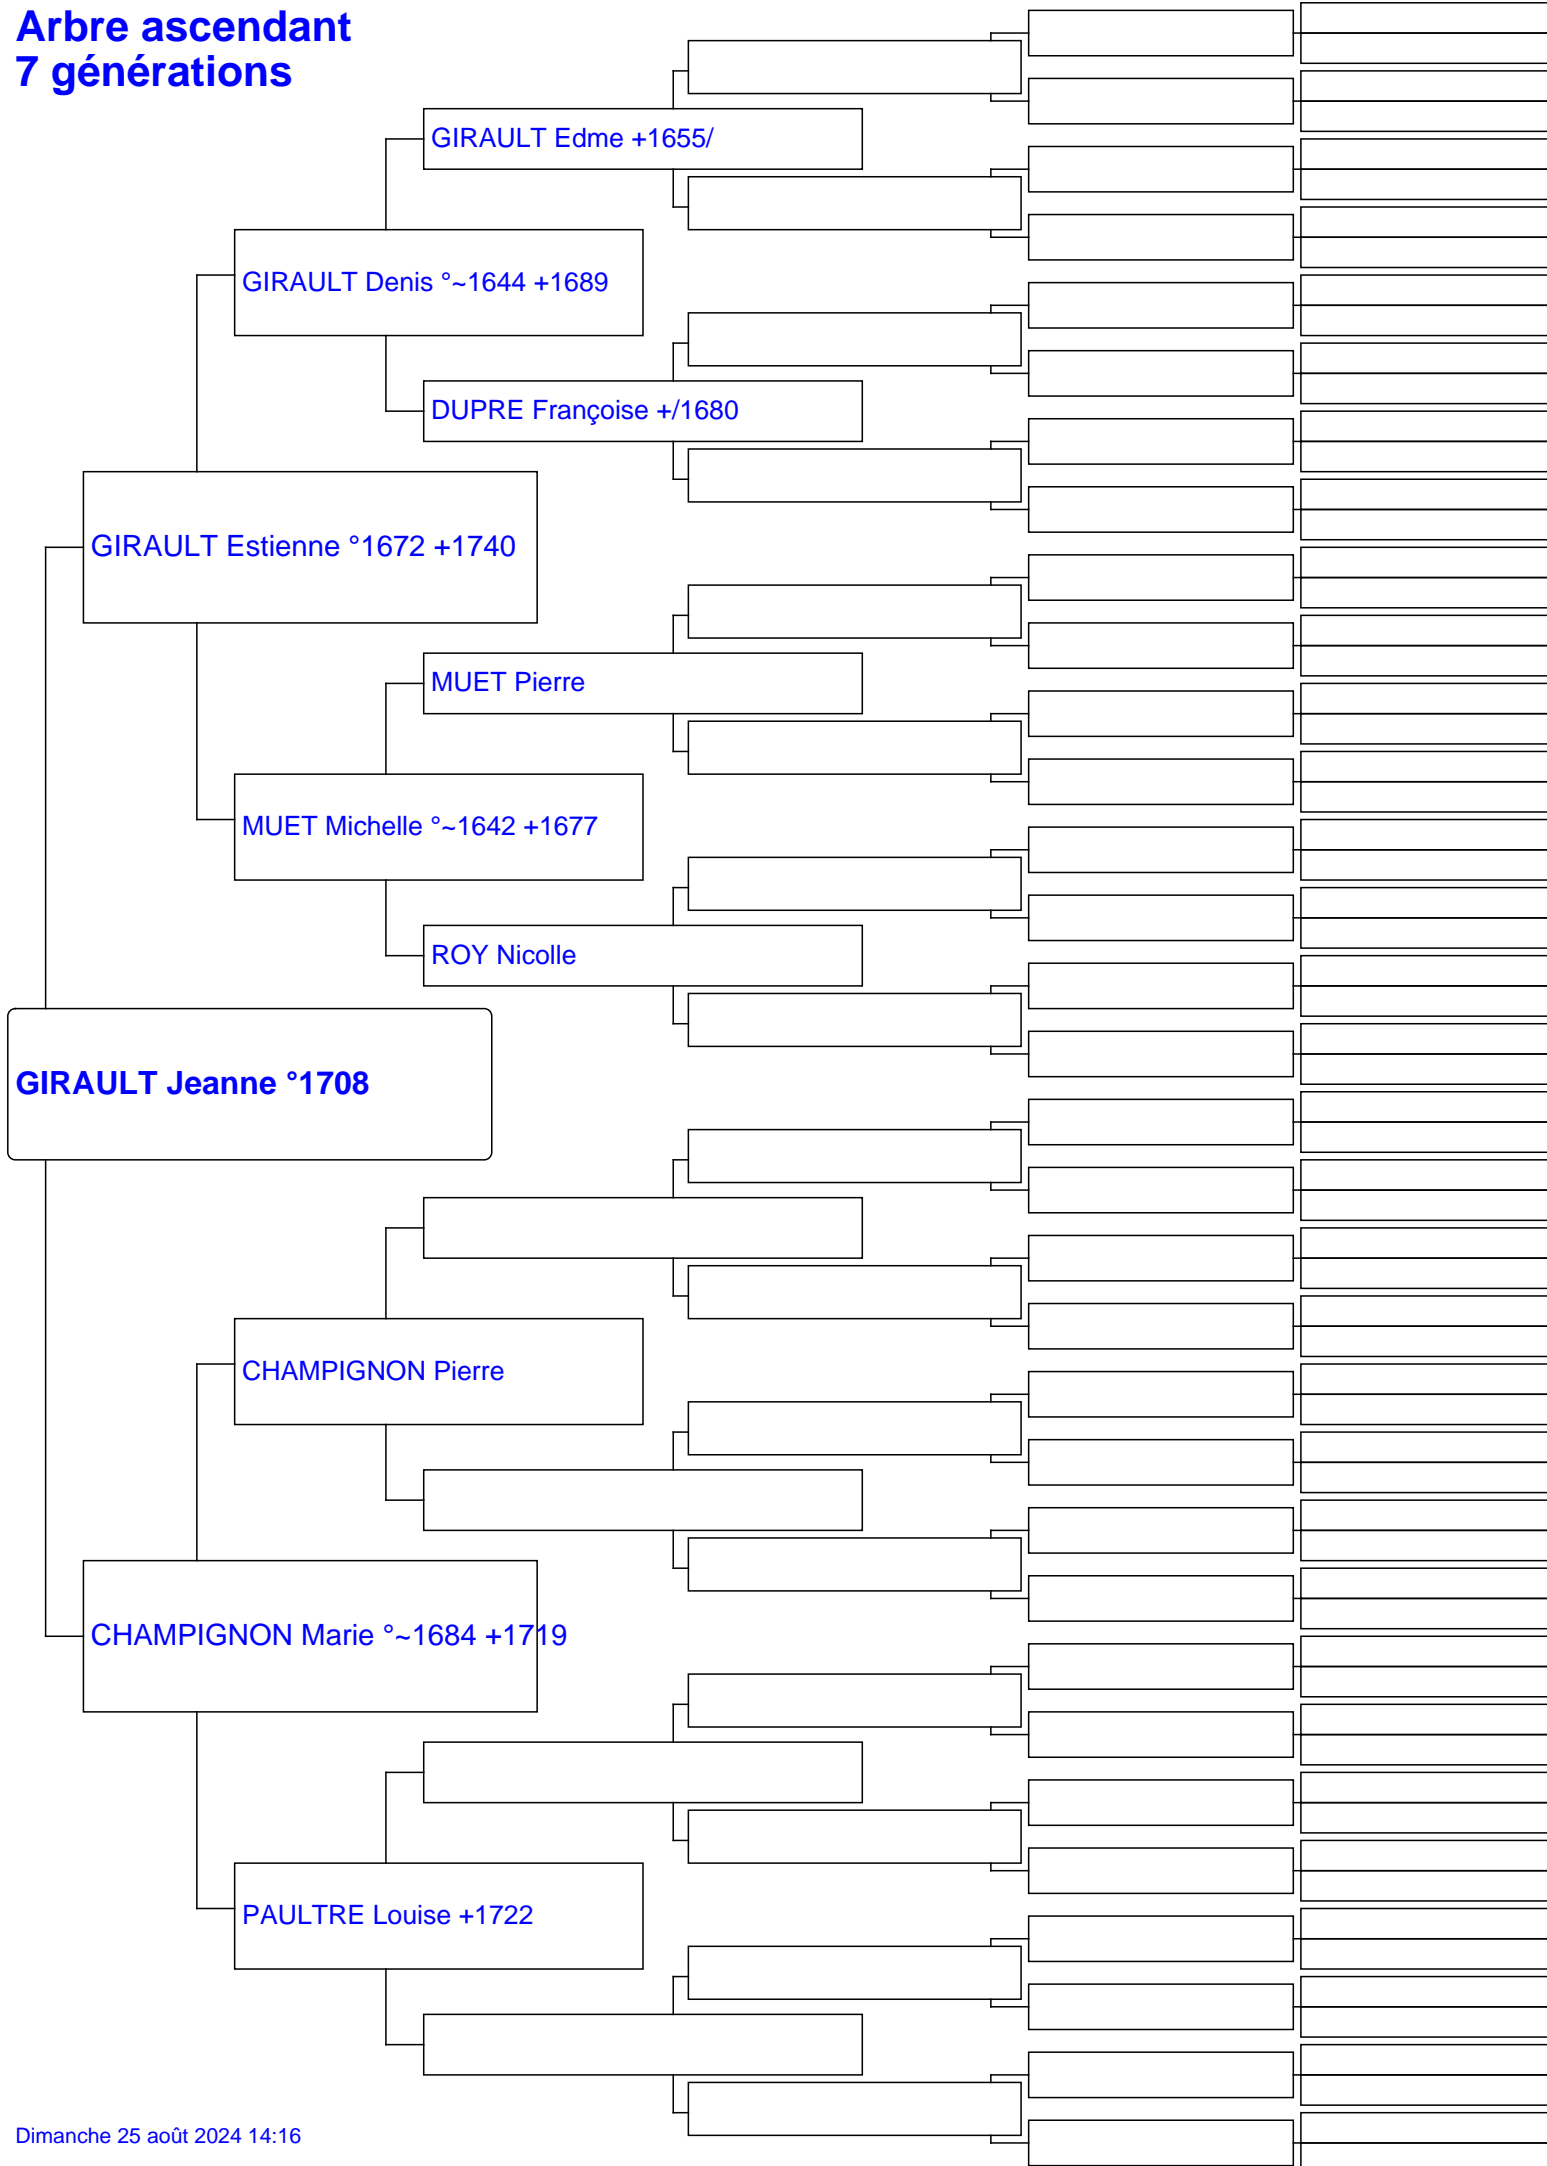 Arbre ascendant
7 générations
GIRAULT Edme +1655/
GIRAULT Denis °~1644 +1689
DUPRE Françoise +/1680
GIRAULT Estienne °1672 +1740
MUET Pierre
MUET Michelle °~1642 +1677
ROY Nicolle
GIRAULT Jeanne °1708
CHAMPIGNON Pierre
CHAMPIGNON Marie °~1684 +1719
PAULTRE Louise +1722
Dimanche 25 août 2024 14:16